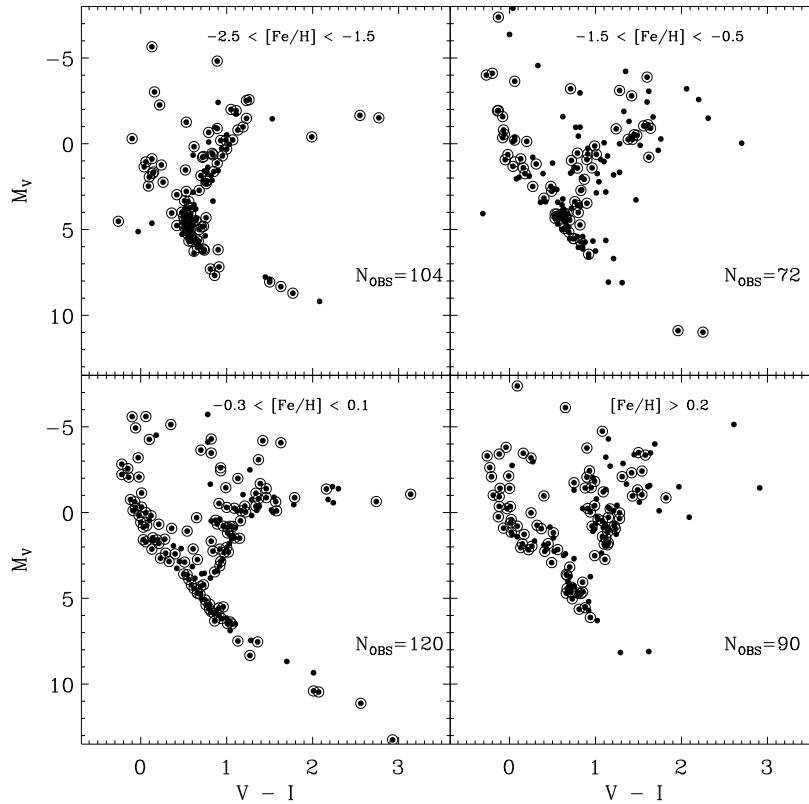 -2.5 < [Fe/H] < -1.5
-1.5 < [Fe/H] < -0.5
-5
0
5
10
M_V
N_OBS=104
N_OBS=72
-0.3 < [Fe/H] < 0.1
[Fe/H] > 0.2
-5
0
5
10
M_V
N_OBS=120
N_OBS=90
0 1 2 3 0 1 2 3
V - I V - I